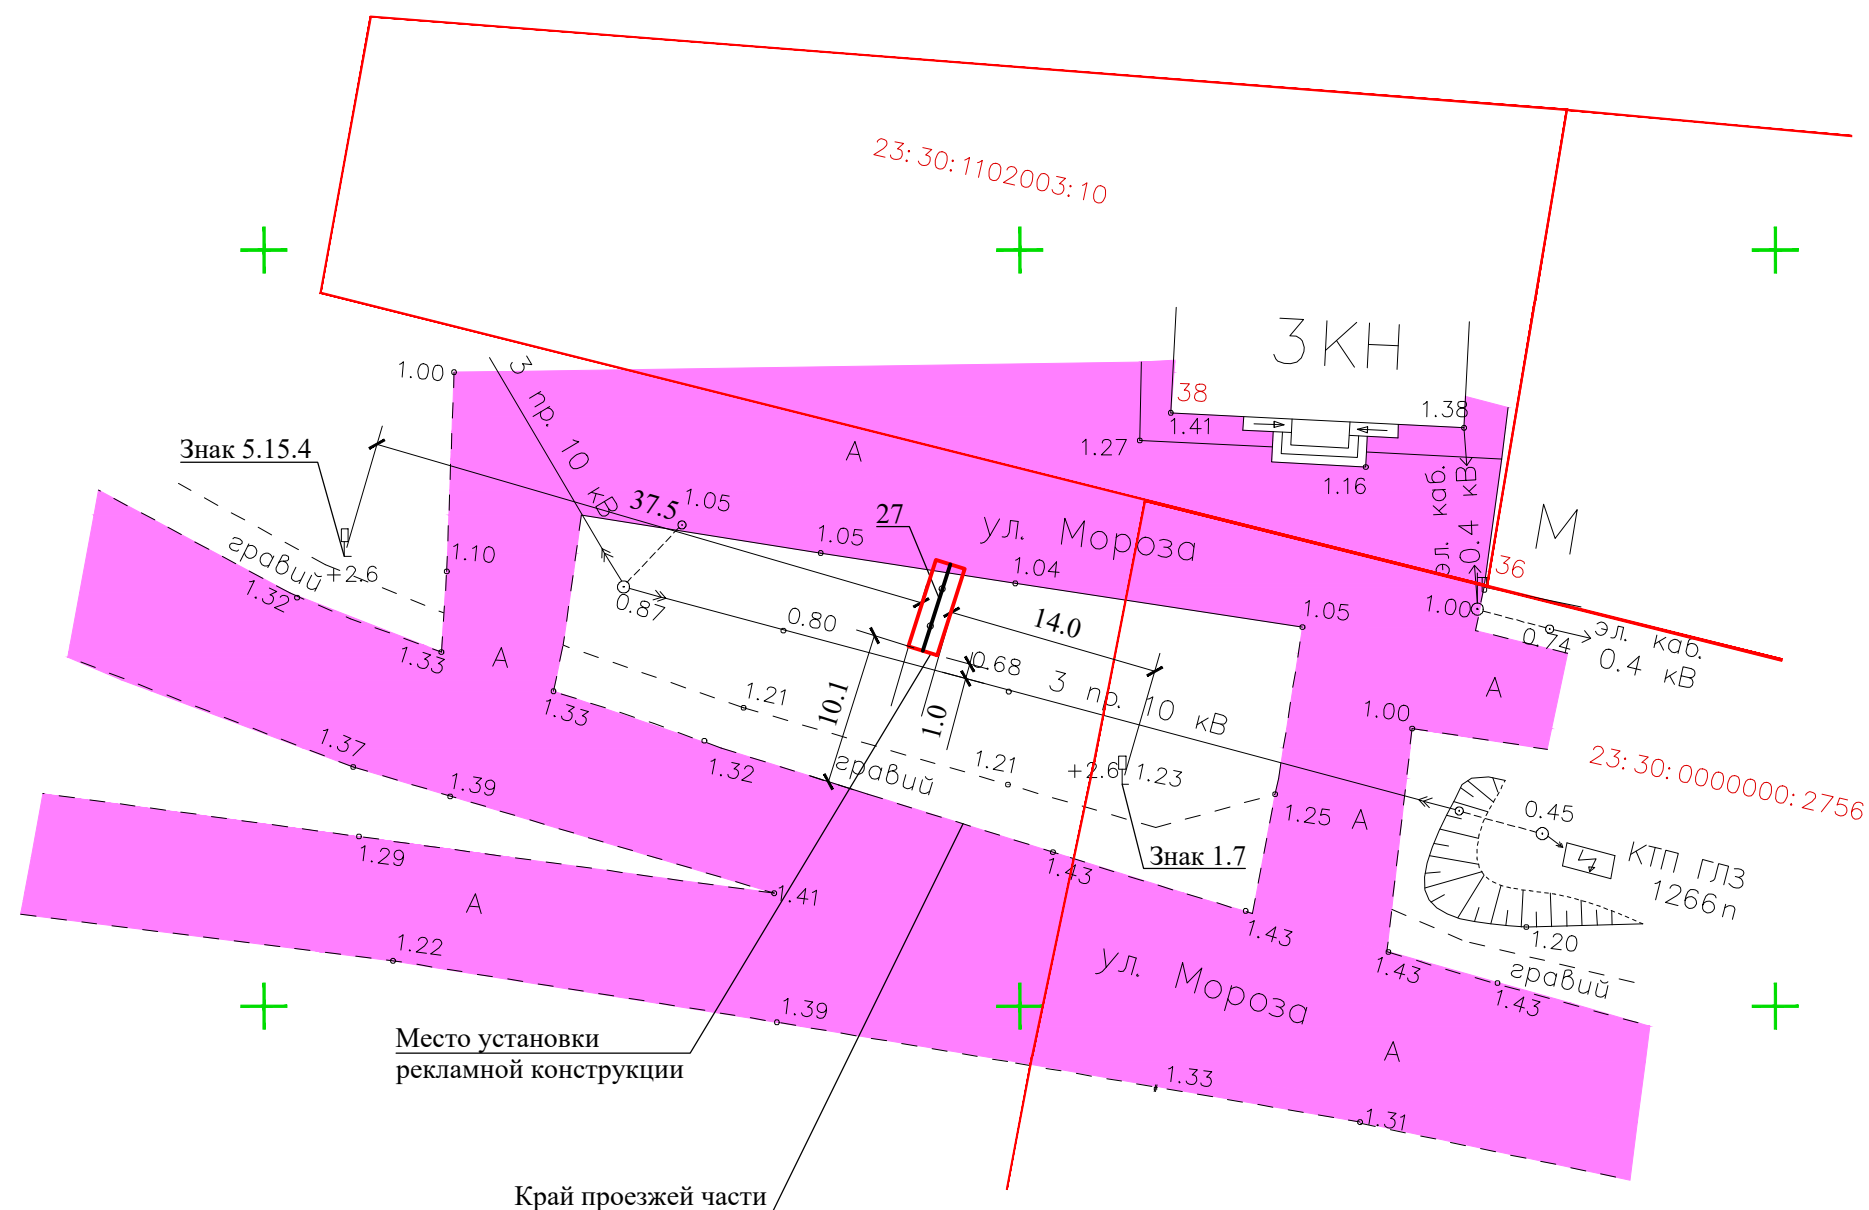 23:30:1102003:10
3КН
38
1.38
1.41
1.27
1.16
1.00
3 пр. 10 кВ
Знак 5.15.4
А
37.5
1.05
27
1.05
ул. Мороза
1.04
эл. каб.
0.4 кВ
М
36
гравий
+2.6
1.10
1.32
1.33
0.87
0.80
14.0
1.05
1.00
0.74
эл. каб.
0.4 кВ
А
0.68
3 пр. 10 кВ
А
1.33
1.21
10.1
1.0
1.00
23:30:0000000:2756
1.37
1.39
1.32
гравий
1.21
+2.6
1.23
1.25
А
0.45
КТП ГЛЗ
1266п
1.29
Знак 1.7
1.43
1.41
А
1.43
1.22
1.20
1.43
гравий
1.43
ул. Мороза
1.39
А
Место установки
рекламной конструкции
1.33
1.31
Край проезжей части